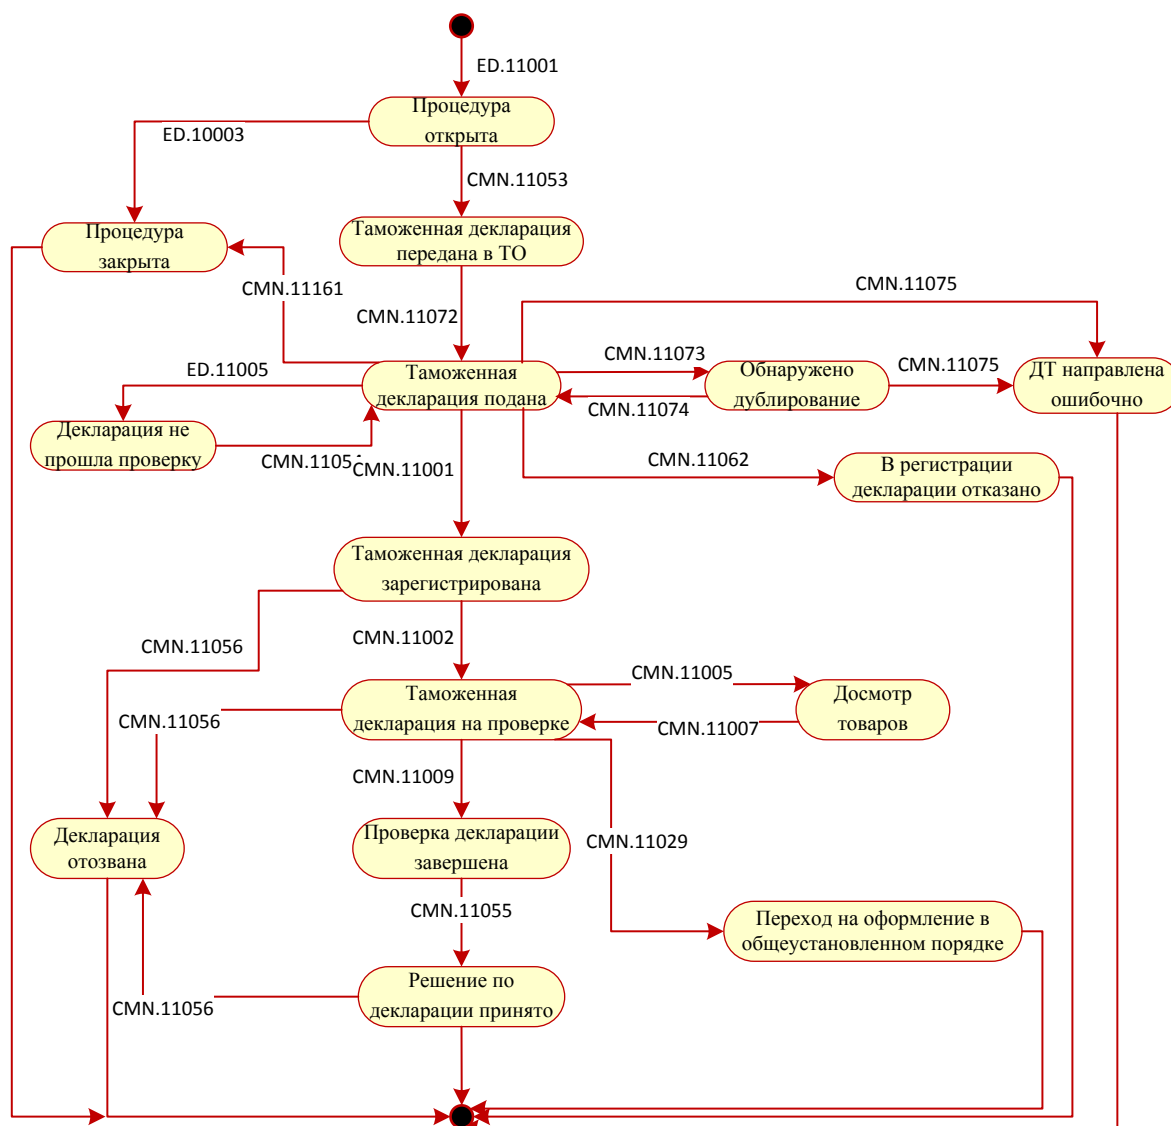 ED.11001
Процедура
открыта
ED.10003
CMN.11053
Процедура
закрыта
Таможенная декларация
передана в ТО
CMN.11161
CMN.11072
CMN.11075
ED.11005
Таможенная
декларация подана
CMN.11073
CMN.11074
Обнаружено
дублирование
CMN.11075
ДТ направлена
ошибочно
Декларация не
прошла проверку
CMN.11001
CMN.11062
В регистрации
декларации отказано
Таможенная декларация
зарегистрирована
CMN.11056
CMN.11002
CMN.11056
Таможенная
декларация на проверке
CMN.11005
CMN.11007
Досмотр
товаров
CMN.11009
Декларация
отозвана
Проверка декларации
завершена
CMN.11029
CMN.11055
Переход на оформление в
общеустановленном порядке
CMN.11056
Решение по
декларации принято